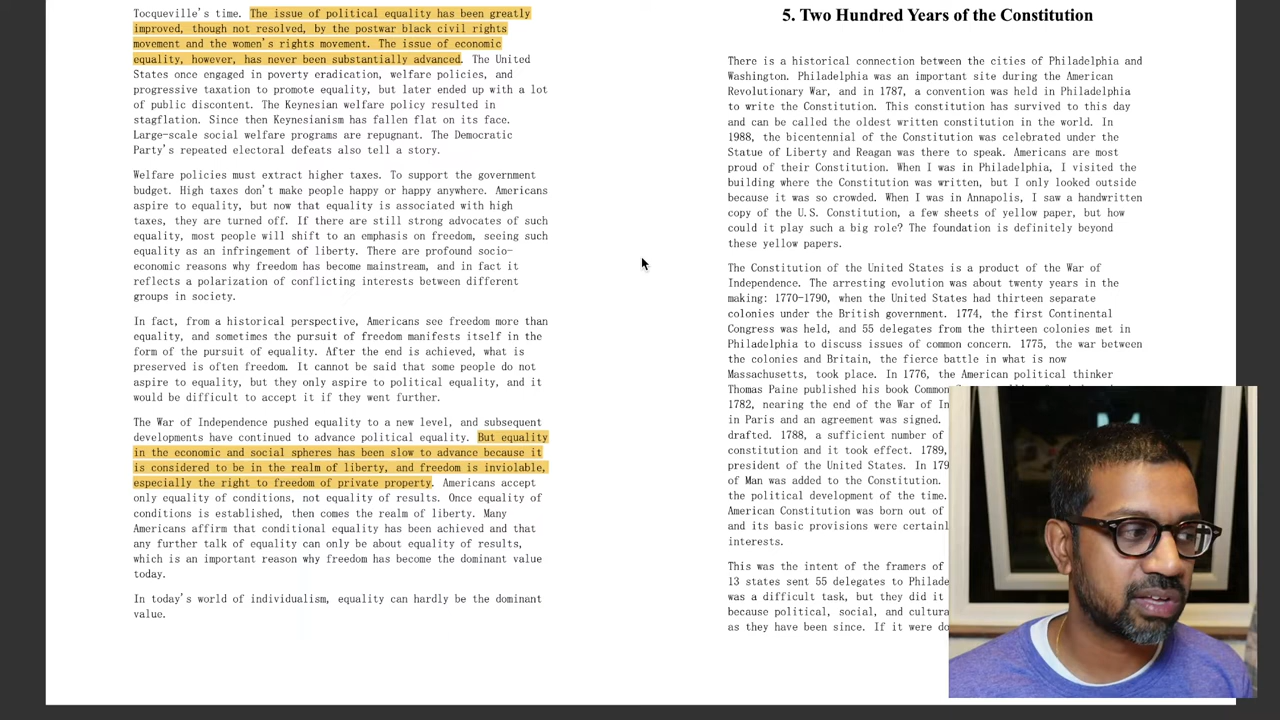 Tocqueville's time. The issue of political equality has been greatly
improved, though not resolved, by the postwar black civil rights
movement and the women's rights movement. The issue of economic
equality, however, has never been substantially advanced. The United
States once engaged in poverty eradication, welfare policies, and
progressive taxation to promote equality, but later ended up with a lot
of public discontent. The Keynesian welfare policy resulted in
stagflation. Since then Keynesianism has fallen flat on its face.
Large-scale social welfare programs are repugnant. The Democratic
Party's repeated electoral defeats also tell a story.
Welfare policies must extract higher taxes. To support the government
budget. High taxes don't make people happy or happy anywhere. Americans
aspire to equality, but now that equality is associated with high
taxes, they are turned off. If there are still strong advocates of such
equality, most people will shift to an emphasis on freedom, seeing such
equality as an infringement of liberty. There are profound socio-
economic reasons why freedom has become mainstream, and in fact it
reflects a polarization of conflicting interests between different
groups in society.
In fact, from a historical perspective, Americans see freedom more than
equality, and sometimes the pursuit of freedom manifests itself in the
form of the pursuit of equality. After the end is achieved, what is
preserved is often freedom. It cannot be said that some people do not
aspire to equality, but they only aspire to political equality, and it
would be difficult to accept it if they went further.
The War of Independence pushed equality to a new level, and subsequent
developments have continued to advance political equality. But equality
in the economic and social spheres has been slow to advance because it
is considered to be in the realm of liberty, and freedom is inviolable,
especially the right to freedom of private property. Americans accept
only equality of conditions, not equality of results. Once equality of
conditions is established, then comes the realm of liberty. Many
Americans affirm that conditional equality has been achieved and that
any further talk of equality can only be about equality of results,
which is an important reason why freedom has become the dominant value
today.
In today's world of individualism, equality can hardly be the dominant
value.
5. Two Hundred Years of the Constitution
There is a historical connection between the cities of Philadelphia and
Washington. Philadelphia was an important site during the American
Revolutionary War, and in 1787, a convention was held in Philadelphia
to write the Constitution. This constitution has survived to this day
and can be called the oldest written constitution in the world. In
1988, the bicentennial of the Constitution was celebrated under the
Statue of Liberty and Reagan was there to speak. Americans are most
proud of their Constitution. When I was in Philadelphia, I visited the
building where the Constitution was written, but I only looked outside
because it was so crowded. When I was in Annapolis, I saw a handwritten
copy of the U.S. Constitution, a few sheets of yellow paper, but how
could it play such a big role? The foundation is definitely beyond
these yellow papers.
The Constitution of the United States is a product of the War of
Independence. The arresting evolution was about twenty years in the
making: 1770-1790, when the United States had thirteen separate
colonies under the British government. 1774, the first Continental
Congress was held, and 55 delegates from the thirteen colonies met in
Philadelphia to discuss issues of common concern. 1775, the war between
the colonies and Britain, the fierce battle in what is now
Massachusetts, took place. In 1776, the American political thinker
Thomas Paine published his book Common
1782, nearing the end of the War of In
in Paris and an agreement was signed.
drafted. 1788, a sufficient number of
constitution and it took effect. 1789,
president of the United States. In 179
of Man was added to the Constitution.
the political development of the time.
American Constitution was born out of
and its basic provisions were certainl
interests.
This was the intent of the framers of
13 states sent 55 delegates to Philade
was a difficult task, but they did it
because political, social, and cultura
as they have been since. If it were do